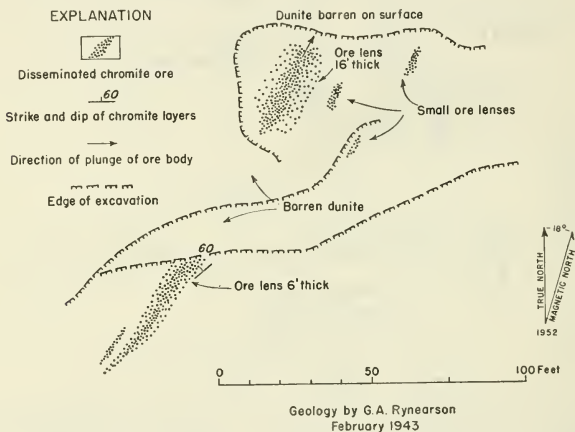 EXPLANATION
Disseminated chromite ore
60
Strike and dip of chromite layers
Direction of plunge of ore body
Edge of excavation
Dunite barren on surface
Ore lens
16' thick
Small ore lenses
Barren dunite
60
Ore lens 6' thick
18°
TRUE NORTH
MAGNETIC NORTH
1952
0
50
100 Feet
Geology by G.A. Rynearson
February 1943